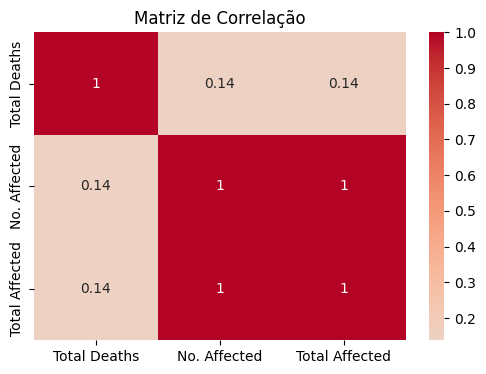 Matriz de Correlação
Total Deaths
1
0.14
0.14
No. Affected
0.14
1
1
Total Affected
0.14
1
1
Total Deaths
No. Affected
Total Affected
1.0
0.9
0.8
0.7
0.6
0.5
0.4
0.3
0.2